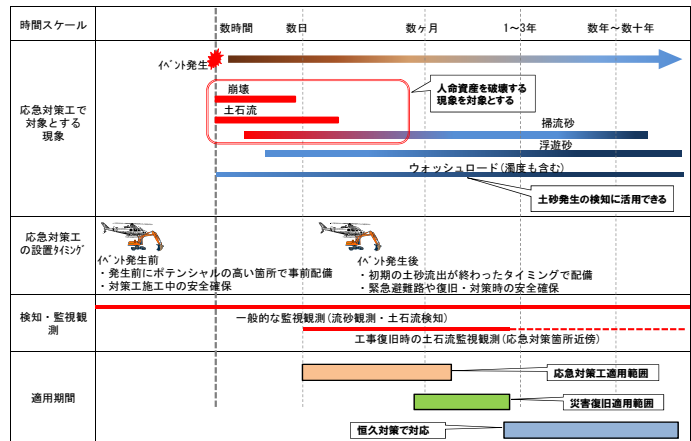 時間スケール
数時間
数日
数ヶ月
1～3年
数年～数十年
応急対策工で
対象とする
現象
ｲﾍﾞﾝﾄ発生
崩壊
土石流
人命資産を破壊する
現象を対象とする
掃流砂
浮遊砂
ウォッシュロード(濁度も含む)
土砂発生の検知に活用できる
応急対策工
の設置ﾀｲﾐﾝｸﾞ
ｲﾍﾞﾝﾄ発生前
・発生前にポテンシャルの高い箇所で事前配備
・対策工施工中の安全確保
ｲﾍﾞﾝﾄ発生後
・初期の土砂流出が終わったタイミングで配備
・緊急避難路や復旧・対策時の安全確保
検知・監視観
測
一般的な監視観測(流砂観測・土石流検知)
工事復旧時の土石流監視観測(応急対策箇所近傍)
適用期間
応急対策工適用範囲
災害復旧適用範囲
恒久対策で対応